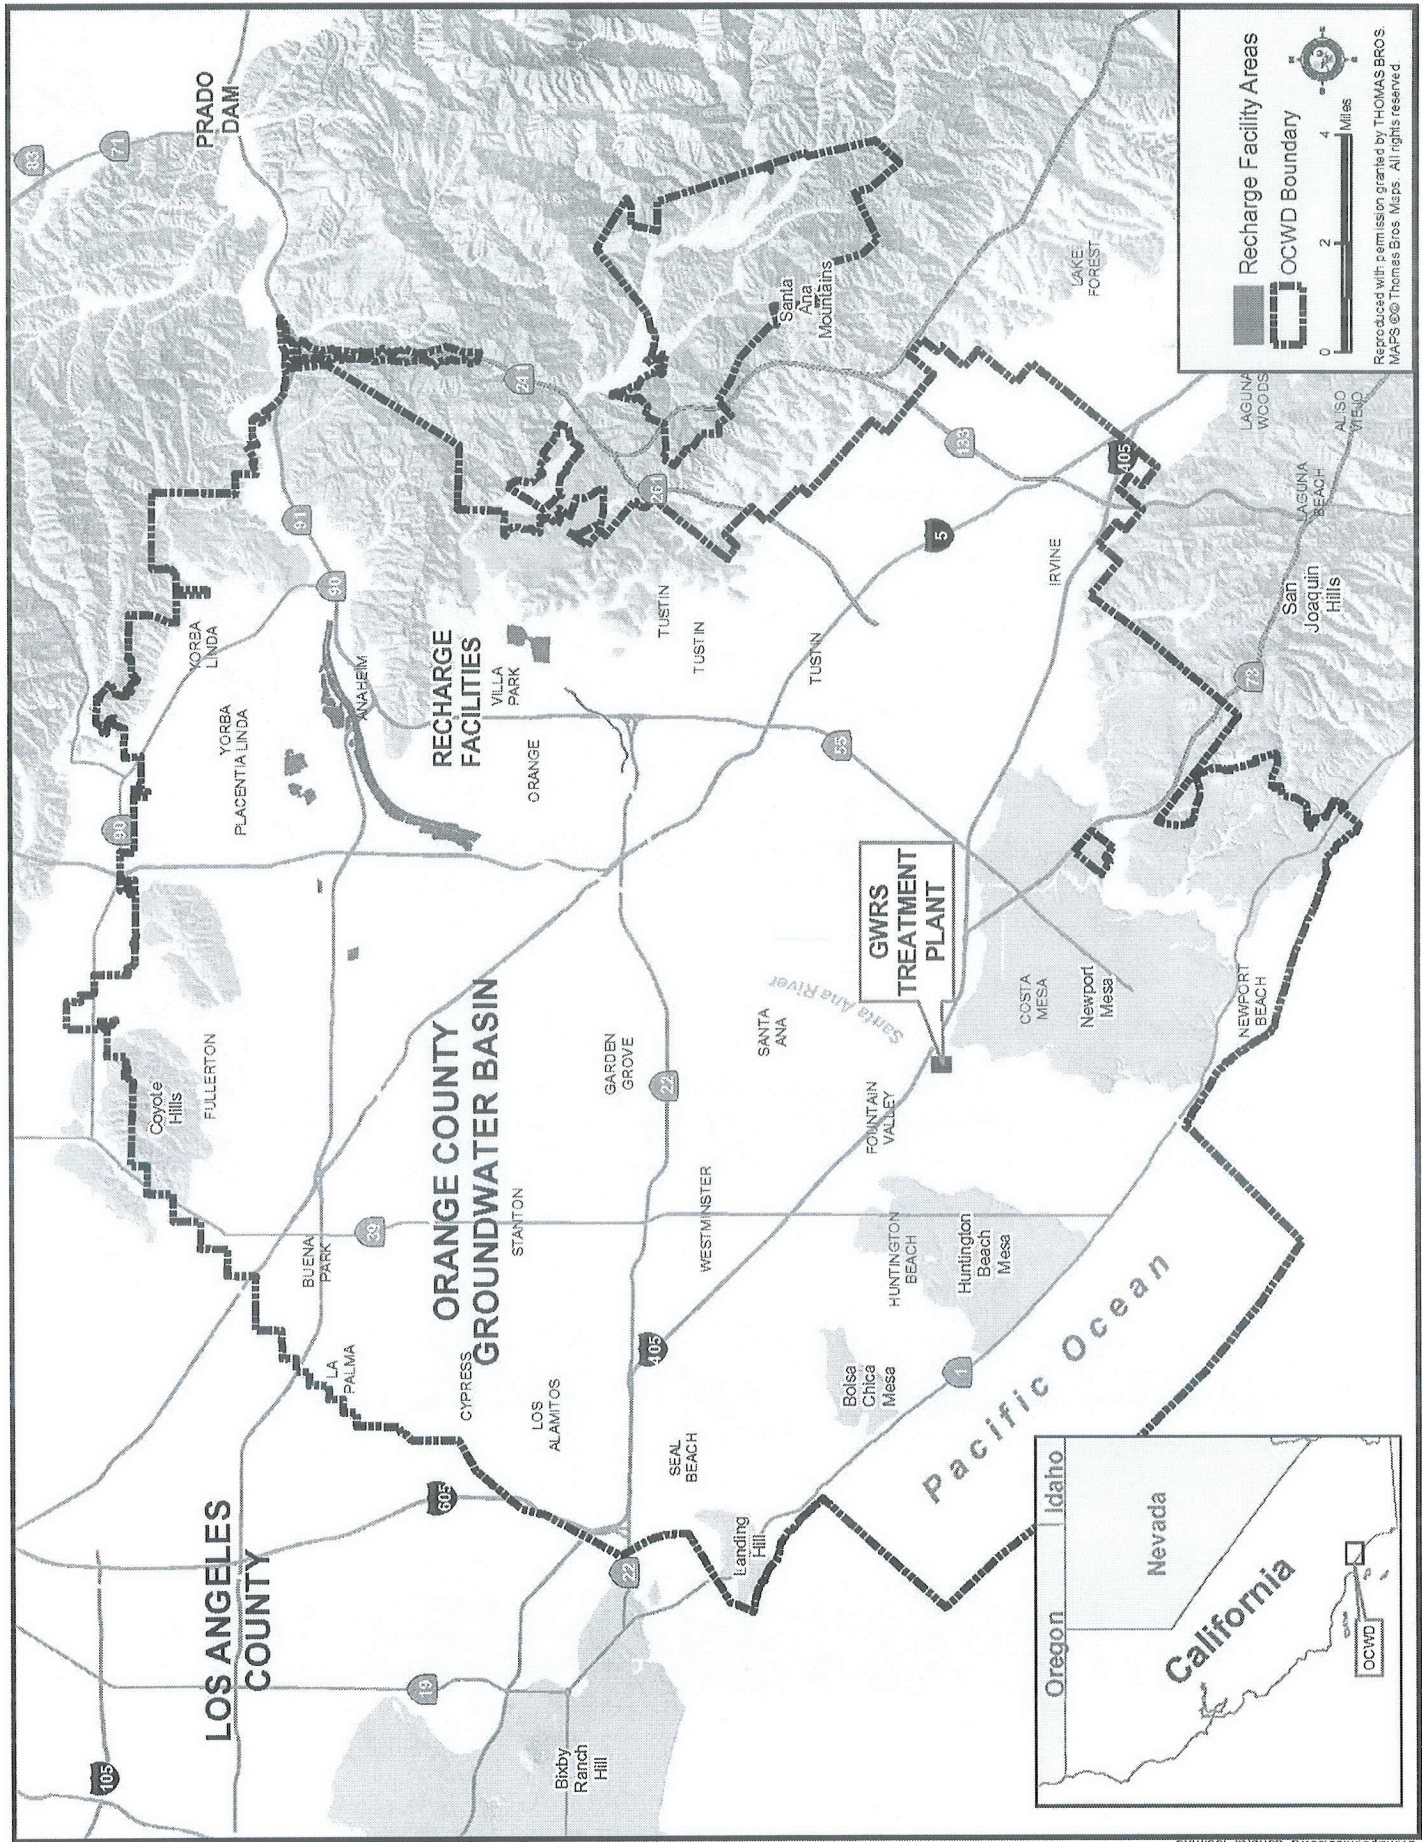 LOS ANGELES
COUNTY
105
19
605
22
Bixby
Ranch
Hill
LA
PALMA
BUENA
PARK
39
Coyote
Hills
FULLERTON
90
YORBA
PLACENTIA LINDA
YORBA
LINDA
90
91
ANAHEIM
83
71
PRADO
DAM
ORANGE COUNTY
GROUNDWATER BASIN
CYPRESS
LOS
ALAMITOS
STANTON
RECHARGE
FACILITIES
VILLA
PARK
ORANGE
241
261
GARDEN
GROVE
22
405
SEAL
BEACH
Landing
Hill
WESTMINSTER
SANTA
ANA
Santa Ana River
TUSTIN
TUSTIN
TUSTIN
55
Santa
Ana
Mountains
133
5
405
IRVINE
Bolsa
Chica
Mesa
HUNTINGTON
BEACH
Huntington
Beach
Mesa
FOUNTAIN
VALLEY
GWRS
TREATMENT
PLANT
COSTA
MESA
Newport
Mesa
NEWPORT
BEACH
1
Pacific Ocean
73
San
Joaquin
Hills
LAGUNA
BEACH
LAKE
FOREST
LAGUNA
WOODS
ALISO
VIEJO
Oregon
Idaho
Nevada
California
OCWD
Recharge Facility Areas
OCWD Boundary
0 2 4
Miles
Reproduced with permission granted by THOMAS BROS.
MAPS ©© Thomas Bros. Maps. All rights reserved.